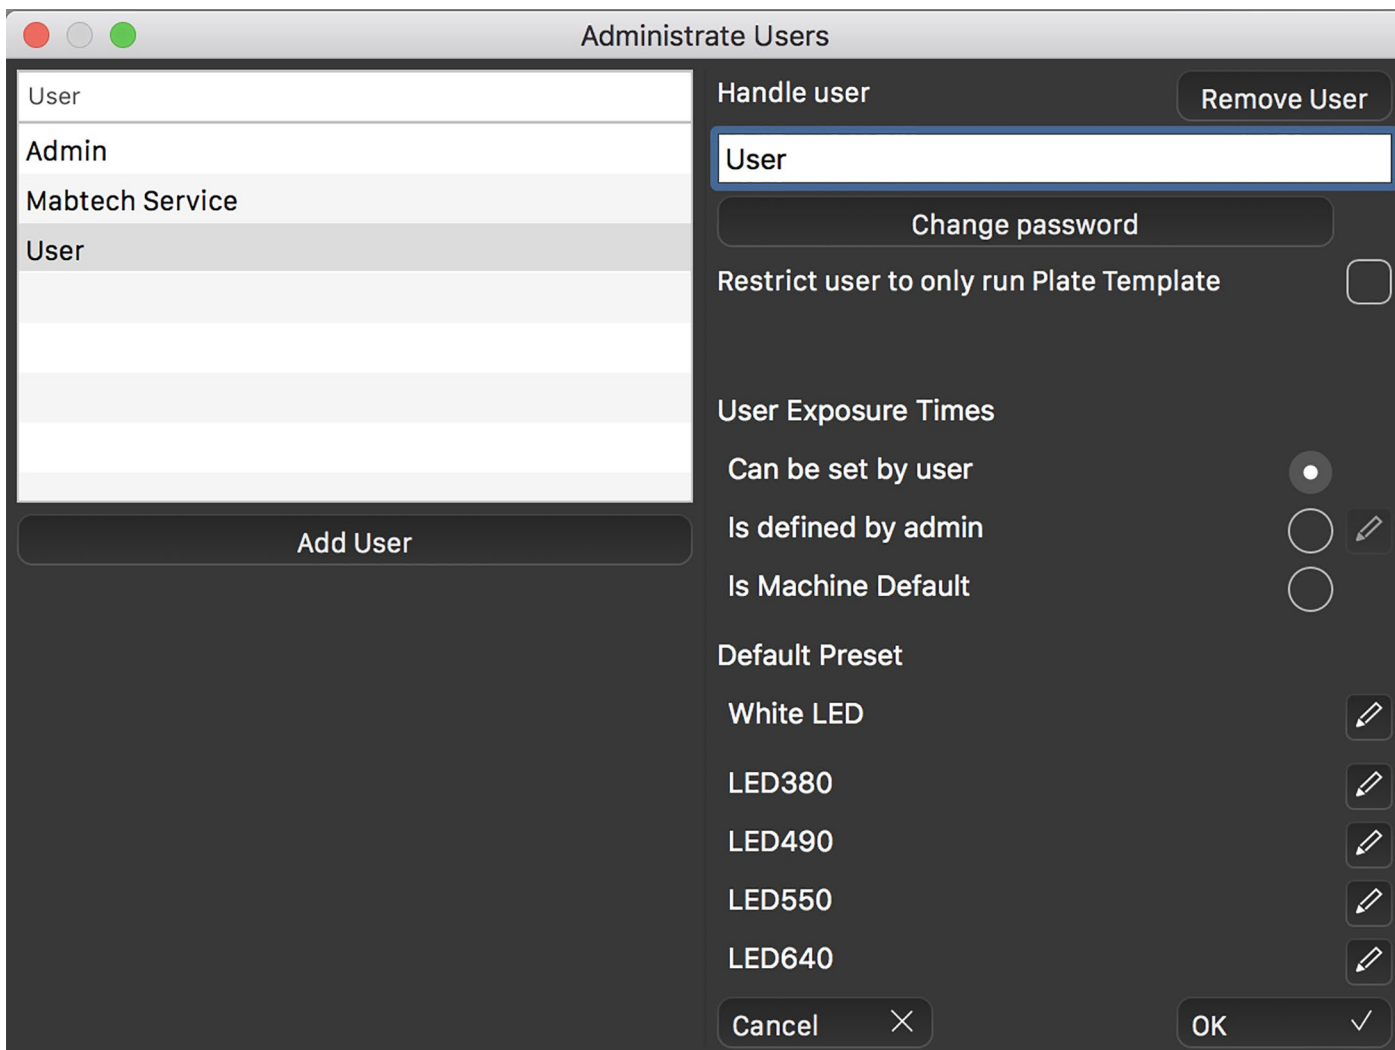 Administrate Users
User
Admin
Mabtech Service
User
Add User
Handle user
Remove User
User
Change password
Restrict user to only run Plate Template
User Exposure Times
Can be set by user
Is defined by admin
Is Machine Default
Default Preset
White LED
LED380
LED490
LED550
LED640
Cancel
OK